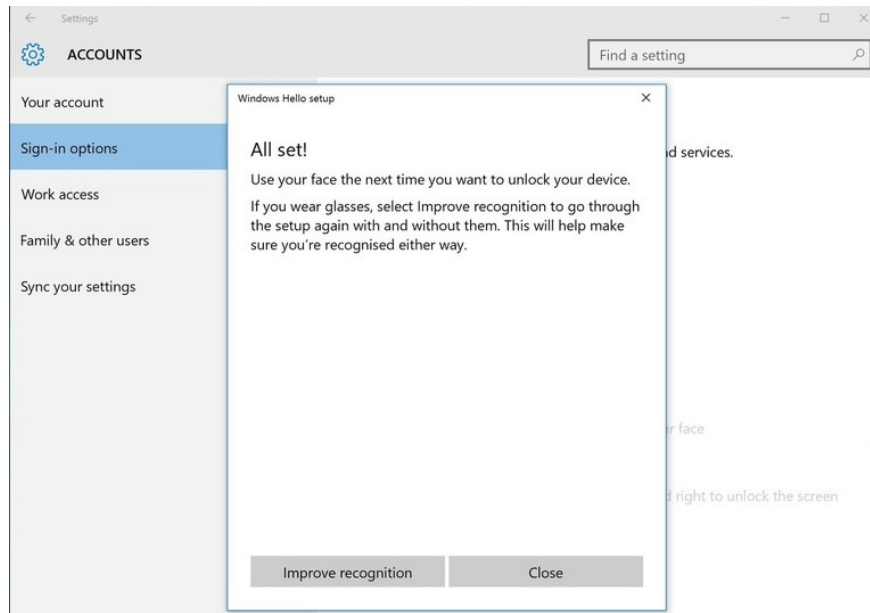 Settings
ACCOUNTS
Find a setting
Your account
Sign-in options
Work access
Family & other users
Sync your settings
Windows Hello setup
All set!
Use your face the next time you want to unlock your device.
If you wear glasses, select Improve recognition to go through
the setup again with and without them. This will help make
sure you're recognised either way.
Improve recognition
Close
services.
face
right to unlock the screen